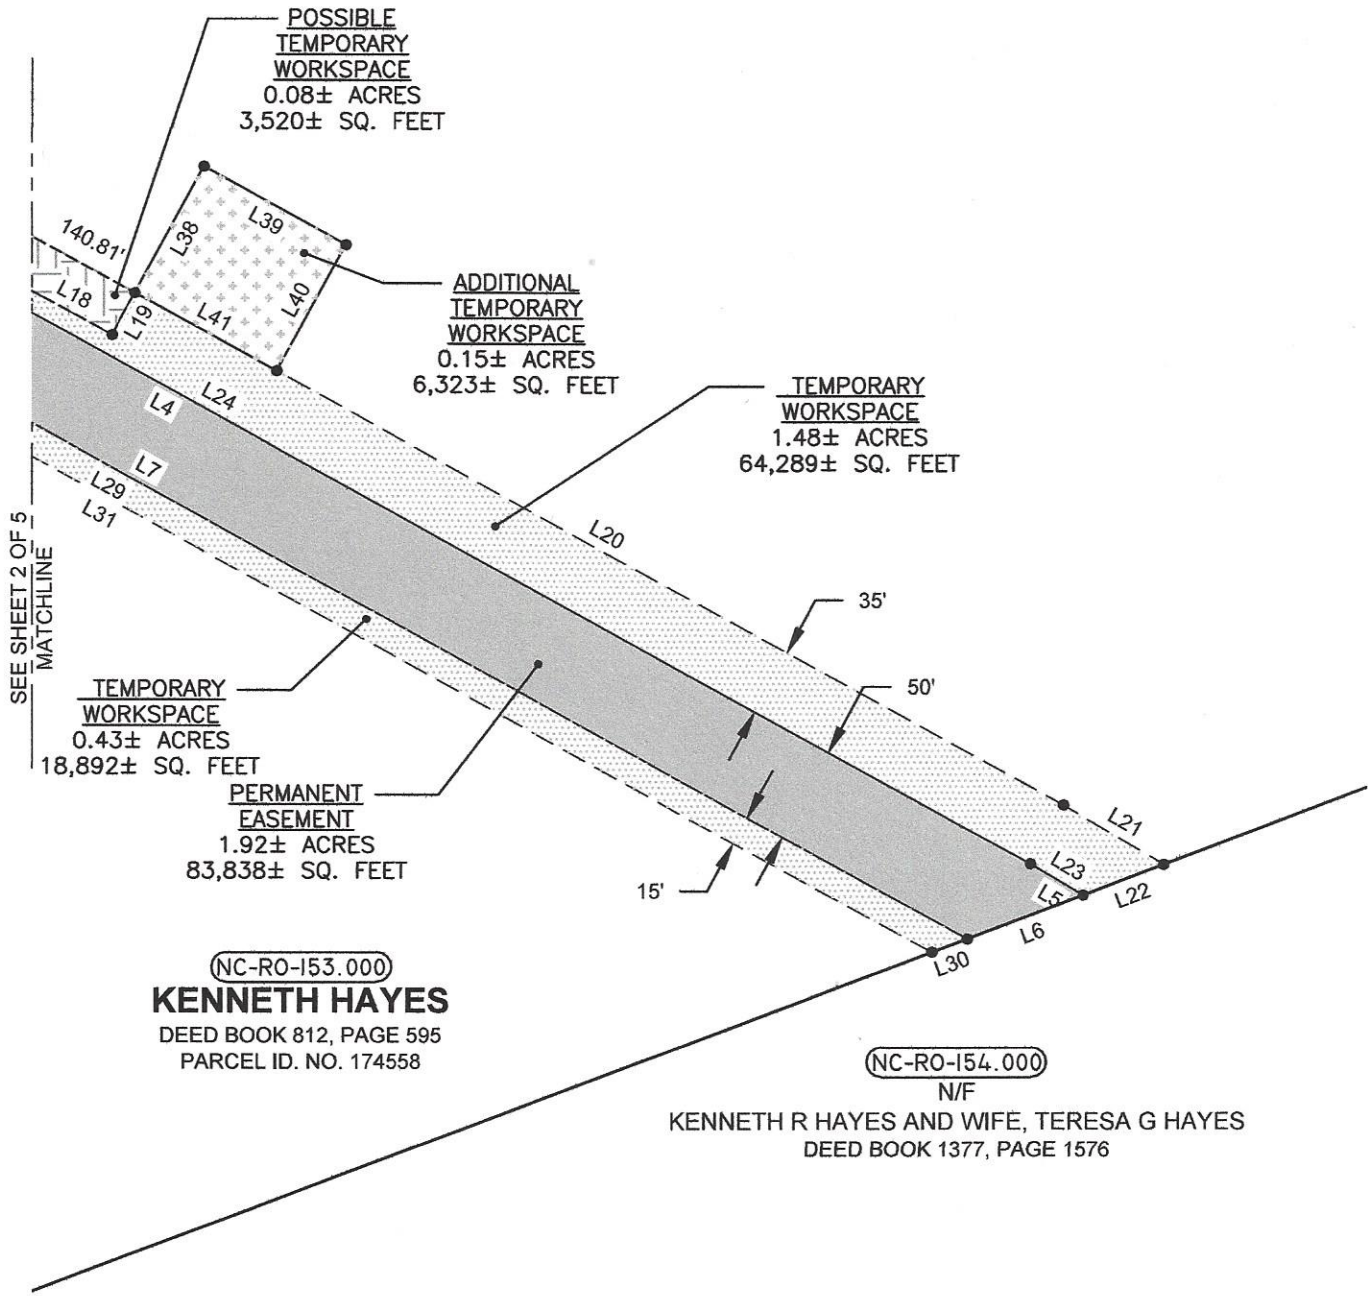 POSSIBLE
TEMPORARY
WORKSPACE
0.08± ACRES
3,520± SQ. FEET
140.81'
L38
L39
L40
L41
L18
L19
ADDITIONAL
TEMPORARY
WORKSPACE
0.15± ACRES
6,323± SQ. FEET
TEMPORARY
WORKSPACE
1.48± ACRES
64,289± SQ. FEET
L24
L4
L7
L29
L31
L20
35'
50'
15'
SEE SHEET 2 OF 5
MATCHLINE
TEMPORARY
WORKSPACE
0.43± ACRES
18,892± SQ. FEET
PERMANENT
EASEMENT
1.92± ACRES
83,838± SQ. FEET
L21
L23
L5
L22
L6
L30
NC-RO-153.000
KENNETH HAYES
DEED BOOK 812, PAGE 595
PARCEL ID. NO. 174558
NC-RO-154.000
N/F
KENNETH R HAYES AND WIFE, TERESA G HAYES
DEED BOOK 1377, PAGE 1576